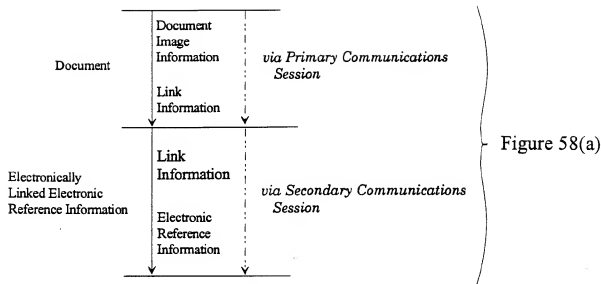 Document
Document
Image
Information
Link
Information
via Primary Communications
Session
Electronically
Linked Electronic
Reference Information
Link
Information
Electronic
Reference
Information
via Secondary Communications
Session
Figure 58(a)